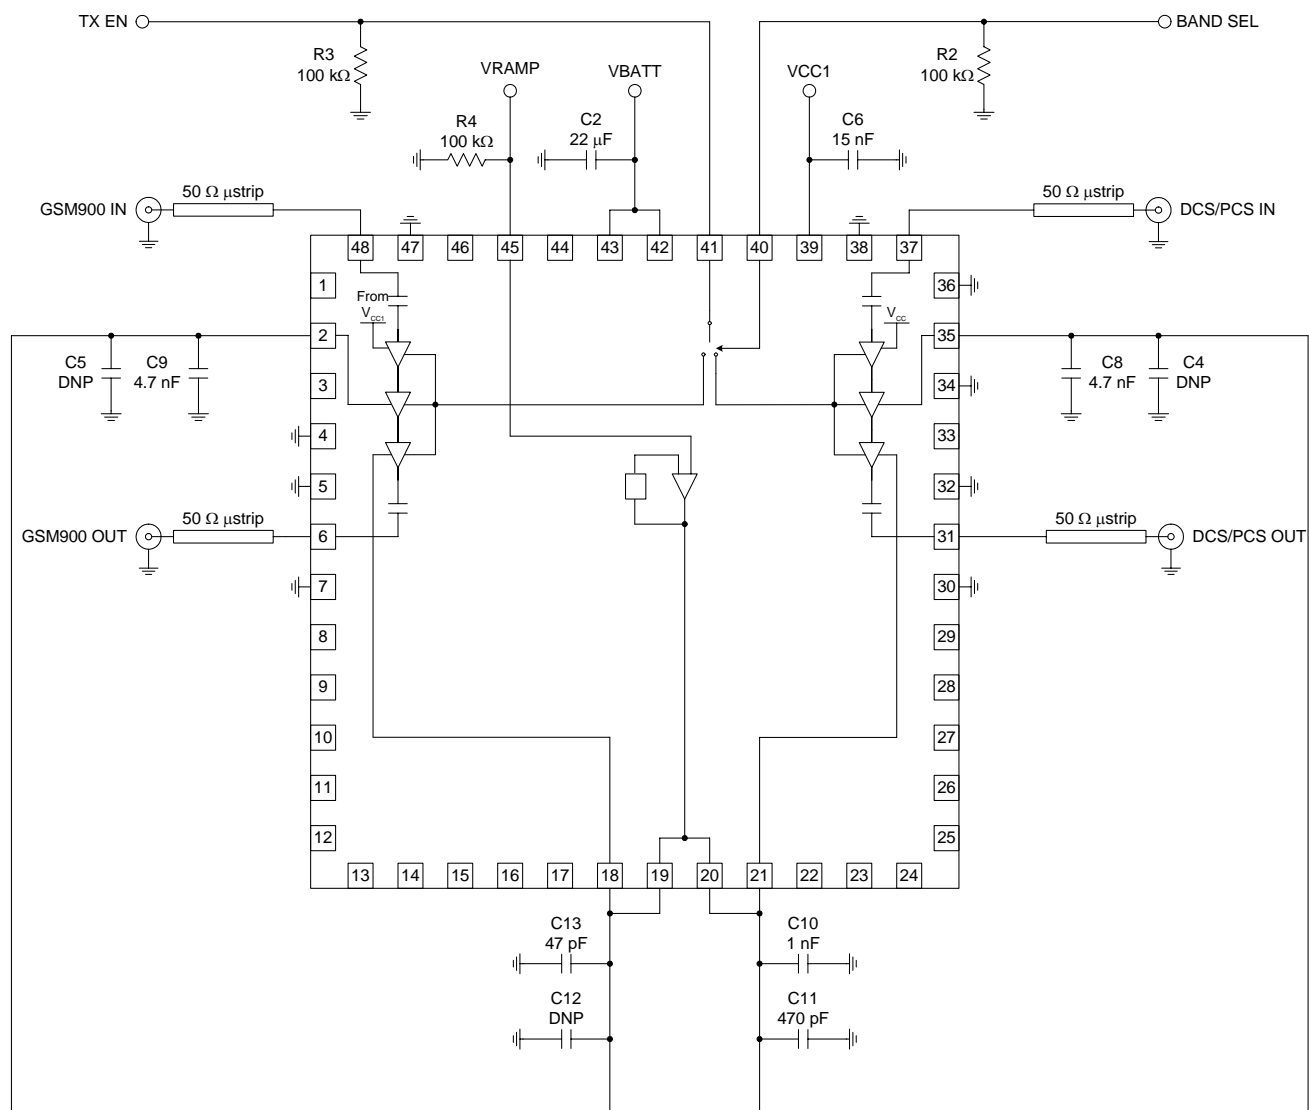 TX EN
BAND SEL
R3
100 kΩ
R2
100 kΩ
VRAMP
VBATT
VCC1
R4
100 kΩ
C2
22 µF
C6
15 nF
GSM900 IN
50 Ω µstrip
50 Ω µstrip
DCS/PCS IN
48
47
46
45
44
43
42
41
40
39
38
37
1
36
From
VCC1
VCC
2
35
C5
DNP
C9
4.7 nF
C8
4.7 nF
C4
DNP
3
34
4
33
5
32
GSM900 OUT
50 Ω µstrip
6
31
50 Ω µstrip
DCS/PCS OUT
7
30
8
29
9
28
10
27
11
26
12
25
13
14
15
16
17
18
19
20
21
22
23
24
C13
47 pF
C10
1 nF
C12
DNP
C11
470 pF